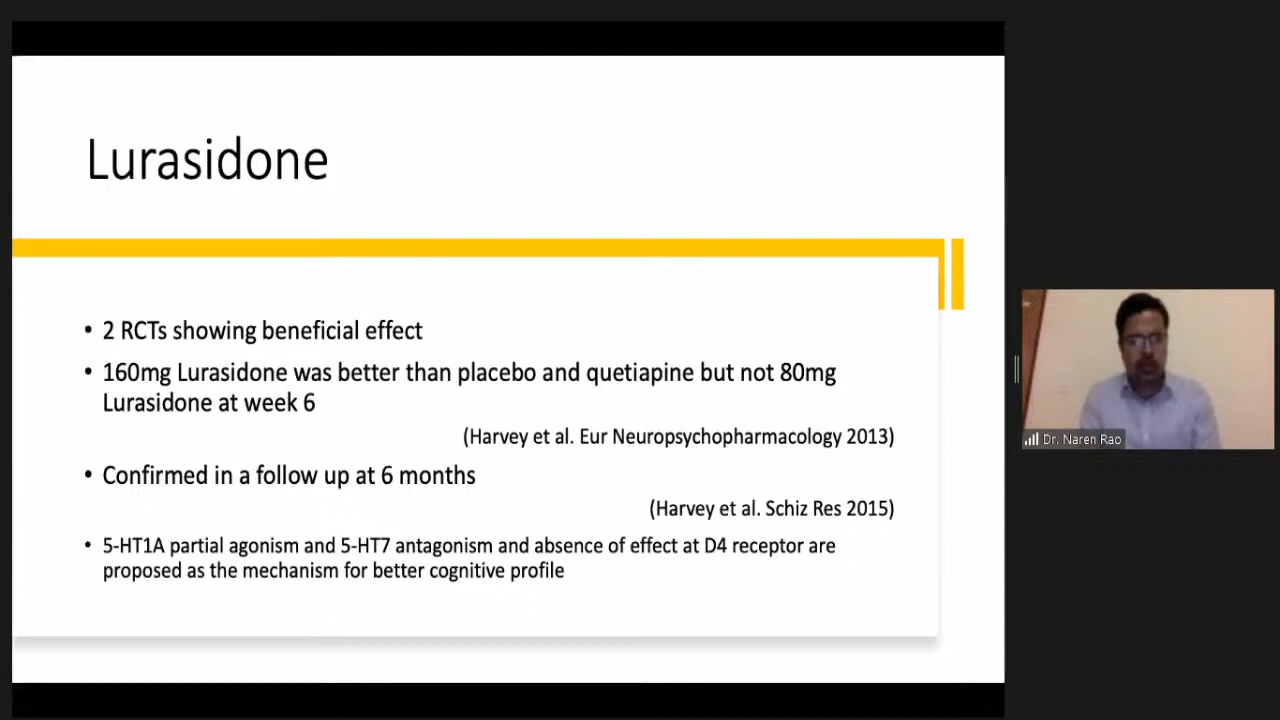 Lurasidone
• 2 RCTs showing beneficial effect
• 160mg Lurasidone was better than placebo and quetiapine but not 80mg
Lurasidone at week 6
(Harvey et al. Eur Neuropsychopharmacology 2013)
• Confirmed in a follow up at 6 months
(Harvey et al. Schiz Res 2015)
• 5-HT1A partial agonism and 5-HT7 antagonism and absence of effect at D4 receptor are
proposed as the mechanism for better cognitive profile
Dr. Naren Rao